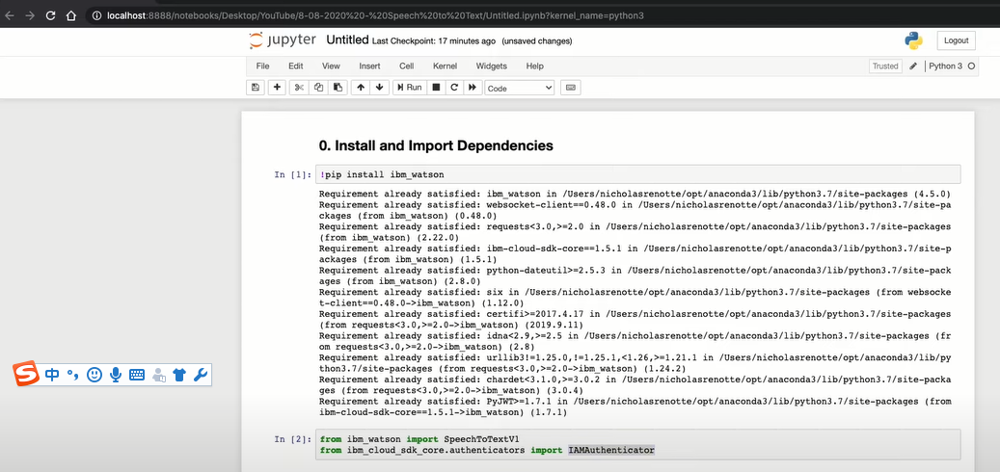 localhost:8888/notebooks/Desktop/YouTube/8-08-2020%20-%20Speech%20to%20Text/Untitled.ipynb?kernel_name=python3
jupyter Untitled Last Checkpoint: 17 minutes ago (unsaved changes)
Logout
File Edit View Insert Cell Kernel Widgets Help
Trusted
Python 3
Run
Code
0. Install and Import Dependencies
In [1]: !pip install ibm_watson
Requirement already satisfied: ibm_watson in /Users/nicholasrenotte/opt/anaconda3/lib/python3.7/site-packages (4.5.0)
Requirement already satisfied: websocket-client==0.48.0 in /Users/nicholasrenotte/opt/anaconda3/lib/python3.7/site-pa
ckages (from ibm_watson) (0.48.0)
Requirement already satisfied: requests<3.0,>=2.0 in /Users/nicholasrenotte/opt/anaconda3/lib/python3.7/site-packages
(from ibm_watson) (2.22.0)
Requirement already satisfied: ibm-cloud-sdk-core==1.5.1 in /Users/nicholasrenotte/opt/anaconda3/lib/python3.7/site-p
ackages (from ibm_watson) (1.5.1)
Requirement already satisfied: python-dateutil>=2.5.3 in /Users/nicholasrenotte/opt/anaconda3/lib/python3.7/site-pack
ages (from ibm_watson) (2.8.0)
Requirement already satisfied: six in /Users/nicholasrenotte/opt/anaconda3/lib/python3.7/site-packages (from websocke
t-client==0.48.0->ibm_watson) (1.12.0)
Requirement already satisfied: certifi>=2017.4.17 in /Users/nicholasrenotte/opt/anaconda3/lib/python3.7/site-packages
(from requests<3.0,>=2.0->ibm_watson) (2019.9.11)
Requirement already satisfied: idna<2.9,>=2.5 in /Users/nicholasrenotte/opt/anaconda3/lib/python3.7/site-packages (fr
om requests<3.0,>=2.0->ibm_watson) (2.8)
Requirement already satisfied: urllib3!=1.25.0,!=1.25.1,<1.26,>=1.21.1 in /Users/nicholasrenotte/opt/anaconda3/lib/py
thon3.7/site-packages (from requests<3.0,>=2.0->ibm_watson) (1.24.2)
Requirement already satisfied: chardet<3.1.0,>=3.0.2 in /Users/nicholasrenotte/opt/anaconda3/lib/python3.7/site-packa
ges (from requests<3.0,>=2.0->ibm_watson) (3.0.4)
Requirement already satisfied: PyJWT>=1.7.1 in /Users/nicholasrenotte/opt/anaconda3/lib/python3.7/site-packages (from
ibm-cloud-sdk-core==1.5.1->ibm_watson) (1.7.1)
中
In [2]: from ibm_watson import SpeechToTextV1
from ibm_cloud_sdk_core.authenticators import IAMAuthenticator